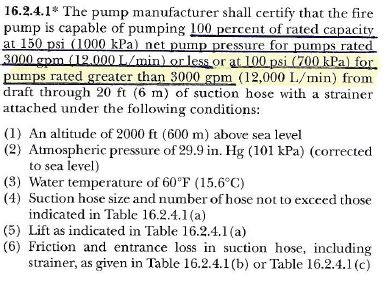 16.2.4.1* The pump manufacturer shall certify that the fire
pump is capable of pumping 100 percent of rated capacity
at 150 psi (1000 kPa) net pump pressure for pumps rated
3000 gpm (12,000 L/min) or less or at 100 psi (700 kPa) for
pumps rated greater than 3000 gpm (12,000 L/min) from
draft through 20 ft (6 m) of suction hose with a strainer
attached under the following conditions:
(1) An altitude of 2000 ft (600 m) above sea level
(2) Atmospheric pressure of 29.9 in. Hg (101 kPa) (corrected
to sea level)
(3) Water temperature of 60°F (15.6°C)
(4) Suction hose size and number of hose not to exceed those
indicated in Table 16.2.4.1(a)
(5) Lift as indicated in Table 16.2.4.1(a)
(6) Friction and entrance loss in suction hose, including
strainer, as given in Table 16.2.4.1(b) or Table 16.2.4.1(c)